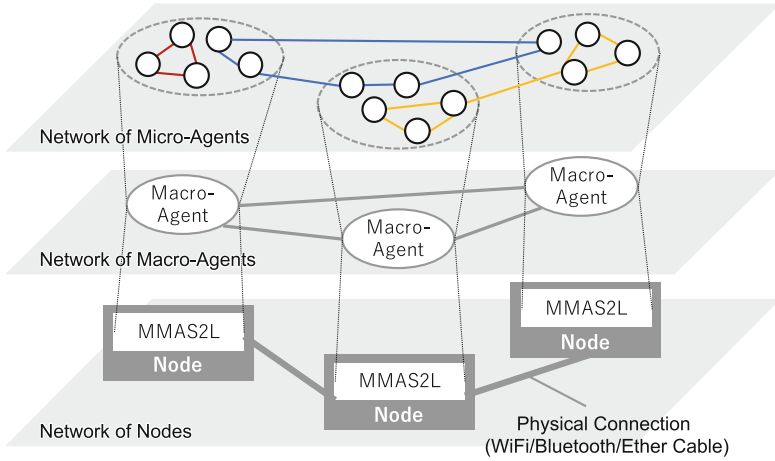 Network of Micro-Agents
Macro-
Agent
Macro-
Agent
Macro-
Agent
Network of Macro-Agents
MMAS2L
Node
MMAS2L
Node
MMAS2L
Node
Physical Connection
(WiFi/Bluetooth/Ether Cable)
Network of Nodes